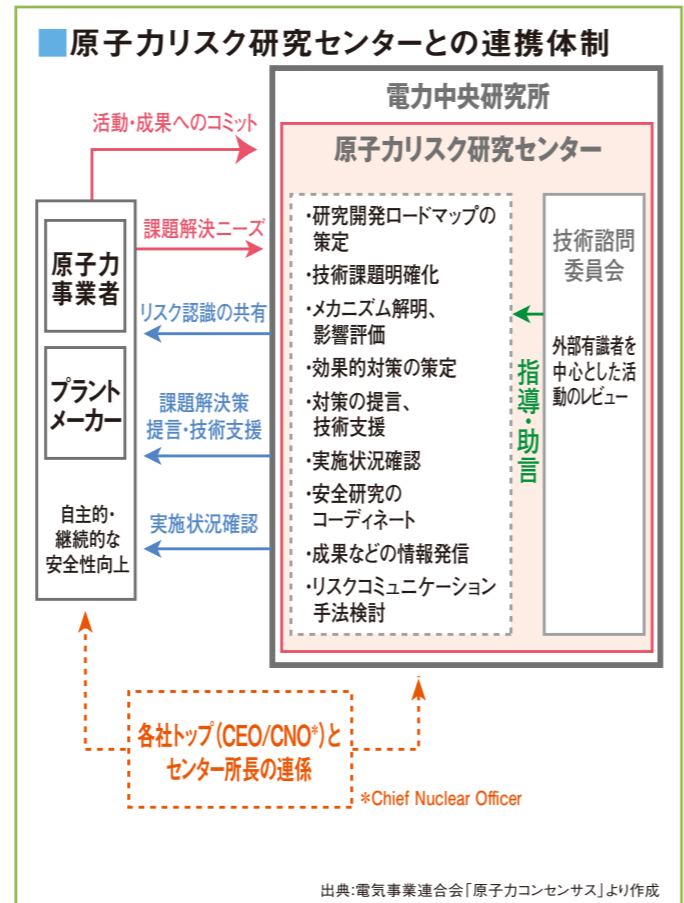 ■原子力リスク研究センターとの連携体制
電力中央研究所
原子力リスク研究センター
活動・成果へのコミット
課題解決ニーズ
リスク認識の共有
課題解決策
提言・技術支援
実施状況確認
原子力
事業者
プラント
メーカー
自主的・
継続的な
安全性向上
・研究開発ロードマップの
策定
・技術課題明確化
・メカニズム解明、
影響評価
・効果的対策の策定
・対策の提言、
技術支援
・実施状況確認
・安全研究の
コーディネート
・成果などの情報発信
・リスクコミュニケーション
手法検討
指導・助言
技術諮問
委員会
外部有識者を
中心とした活
動のレビュー
各社トップ(CEO/CNO*)と
センター所長の連係
*Chief Nuclear Officer
出典:電気事業連合会「原子力コンセンサス」より作成